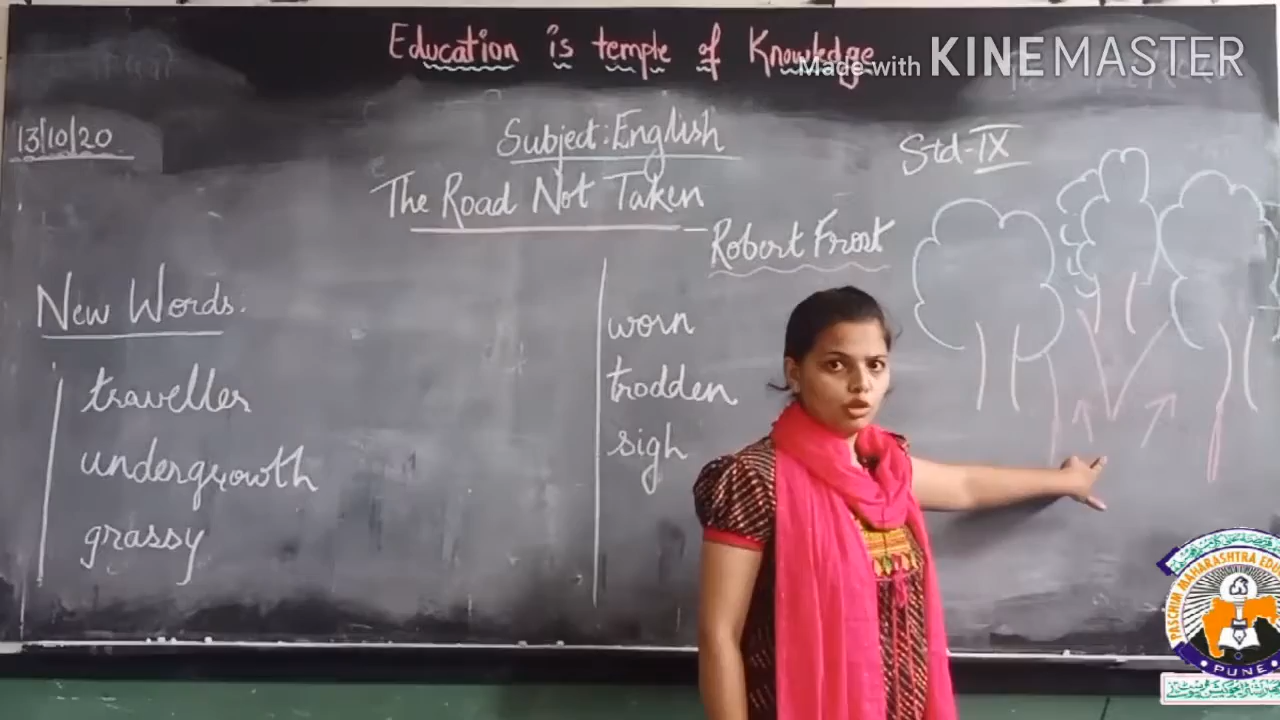 Education is temple of Knowledge
Made with KINEMASTER
13/10/20
Subject: English
Std-IX
The Road Not Taken
- Robert Frost
New Words.
traveller
undergrowth
grassy
worn
trodden
sigh
PASCHIM MAHARASHTRA EDU
PUNE